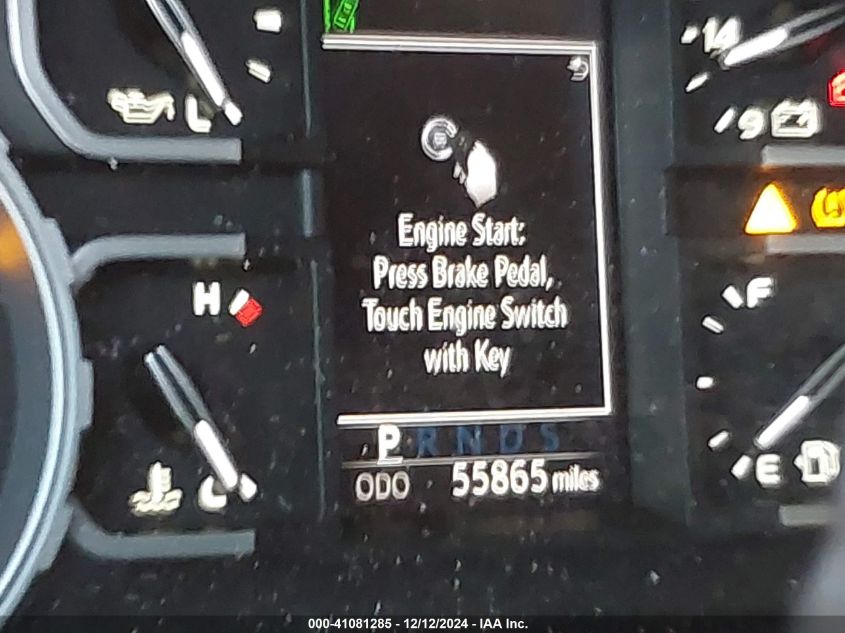 L
14
9
Engine Start:
Press Brake Pedal,
Touch Engine Switch
with Key
H
F
C
E
P R N D S
ODO 55865 miles
000-41081285 - 12/12/2024 - IAA Inc.